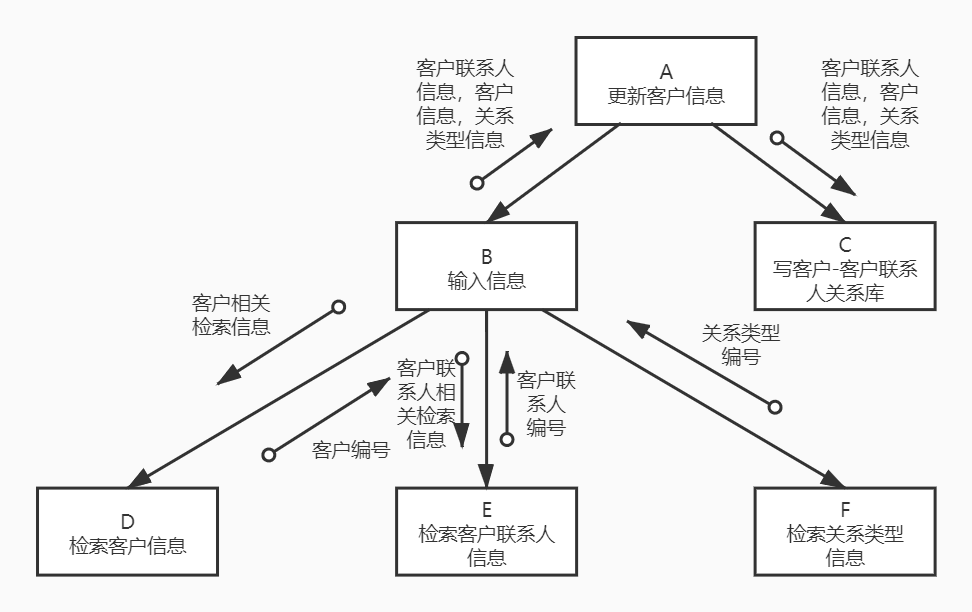 A
更新客户信息
客户联系人
信息，客户
信息，关系
类型信息
客户联系人
信息，客户
信息，关系
类型信息
B
输入信息
C
写客户-客户联系
人关系库
客户相关
检索信息
客户编号
客户联
系人相
关检索
信息
客户联
系人
编号
关系类型
编号
D
检索客户信息
E
检索客户联系人
信息
F
检索关系类型
信息